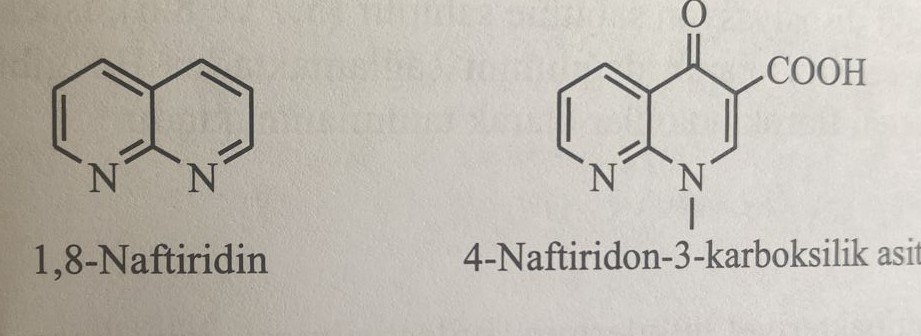 O
COOH
N N
N N
1,8-Naftiridin
4-Naftiridon-3-karboksilik asit